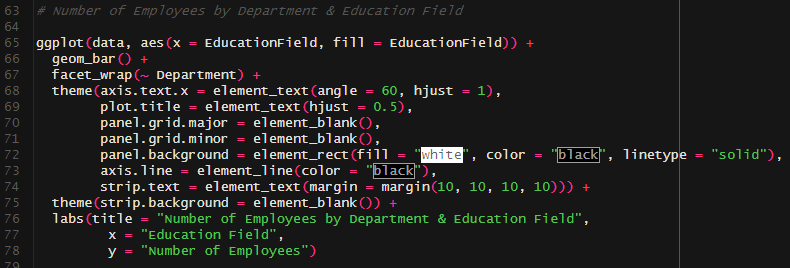 63 # Number of Employees by Department & Education Field
64
65 ggplot(data, aes(x = EducationField, fill = EducationField)) +
66   geom_bar() +
67   facet_wrap(~ Department) +
68   theme(axis.text.x = element_text(angle = 60, hjust = 1),
69         plot.title = element_text(hjust = 0.5),
70         panel.grid.major = element_blank(),
71         panel.grid.minor = element_blank(),
72         panel.background = element_rect(fill = "white", color = "black", linetype = "solid"),
73         axis.line = element_line(color = "black"),
74         strip.text = element_text(margin = margin(10, 10, 10, 10))) +
75   theme(strip.background = element_blank()) +
76   labs(title = "Number of Employees by Department & Education Field",
77          x = "Education Field",
78          y = "Number of Employees")
79